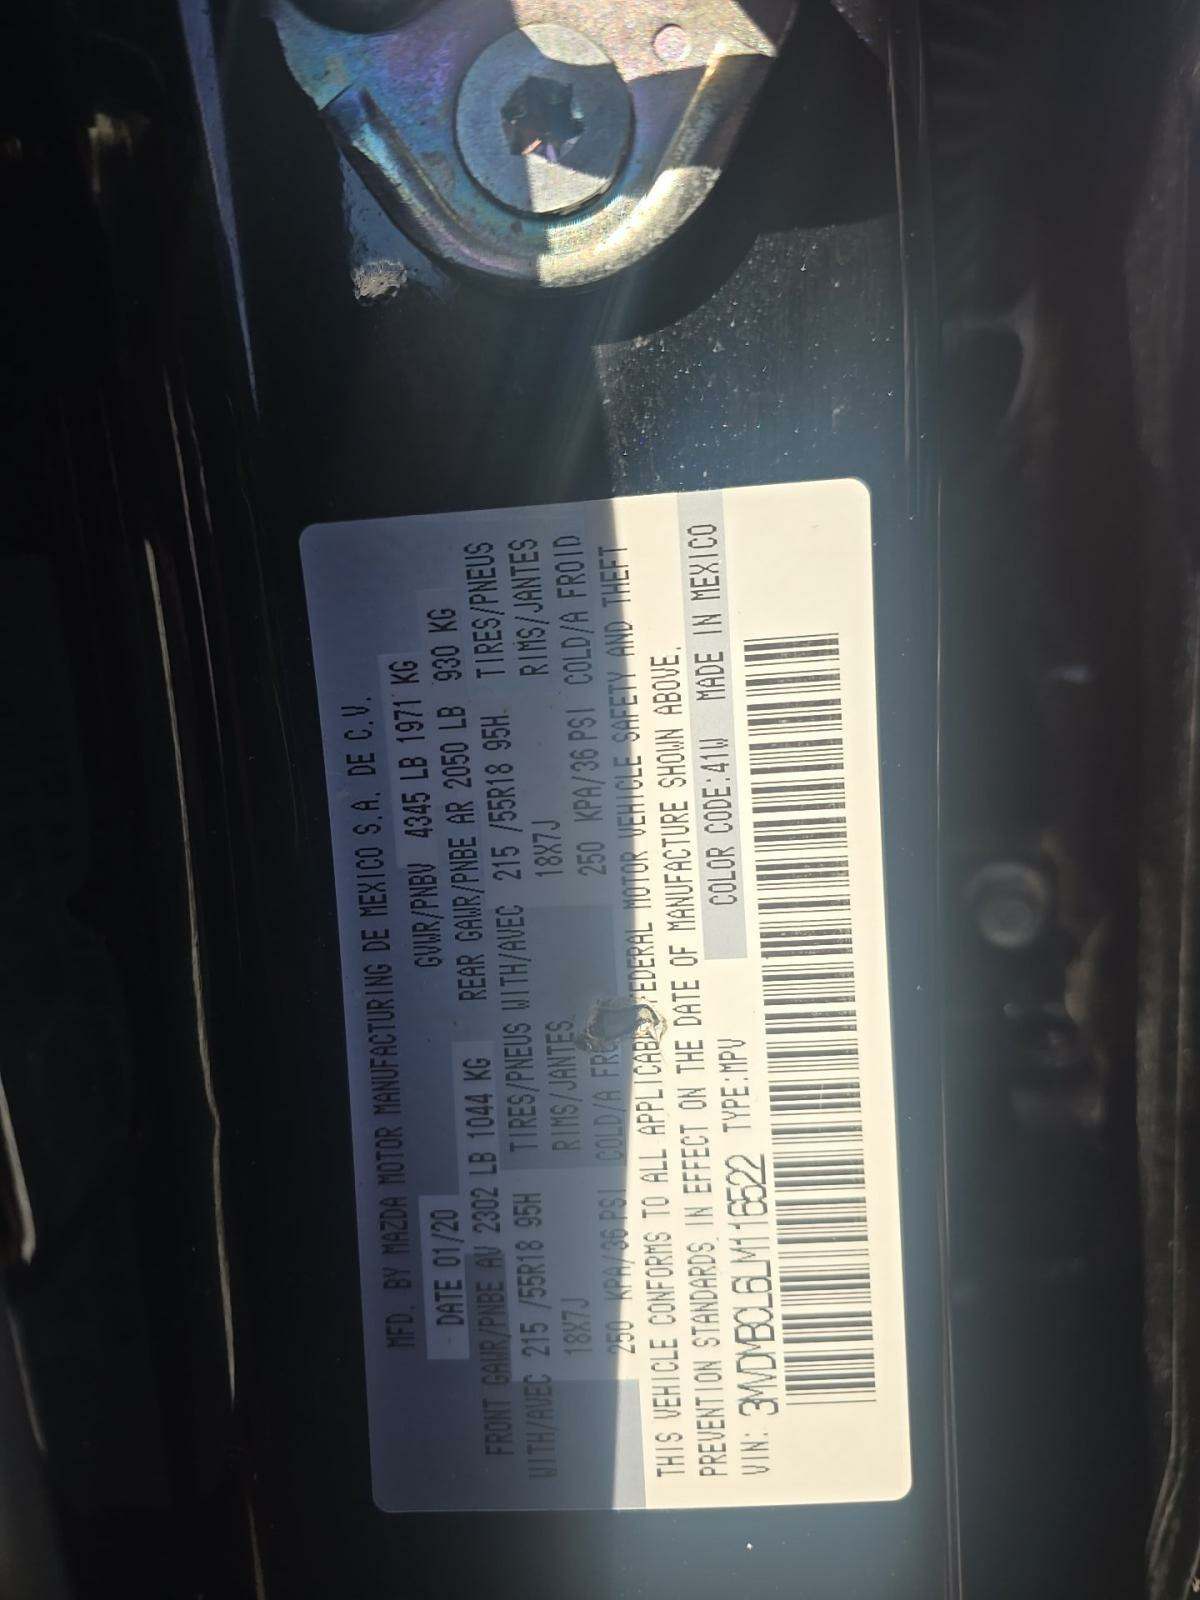 MFD. BY MAZDA MOTOR MANUFACTURING DE MEXICO S.A. DE C.V.
DATE 01/20 GVWR/PNBV 4345 LB 1971 KG
FRONT GAWR/PNBE AV 2302 LB 1044 KG REAR GAWR/PNBE AR 2050 LB 930 KG
WITH/AVEC 215 /55R18 95H TIRES/PNEUS WITH/AVEC 215 /55R18 95H TIRES/PNEUS
18X7J RIMS/JANTES 18X7J RIMS/JANTES
250 KPA/36 PSI COLD/A 250 KPA/36 PSI COLD/A FROID
THIS VEHICLE CONFORMS TO ALL FEDERAL MOTOR VEHICLE SAFETY AND THEFT
PREVENTION STANDARDS IN EFFECT ON THE DATE OF MANUFACTURE SHOWN ABOVE.
VIN: 3MVDMBCL6LM116522 TYPE:MPV COLOR CODE:41W MADE IN MEXICO